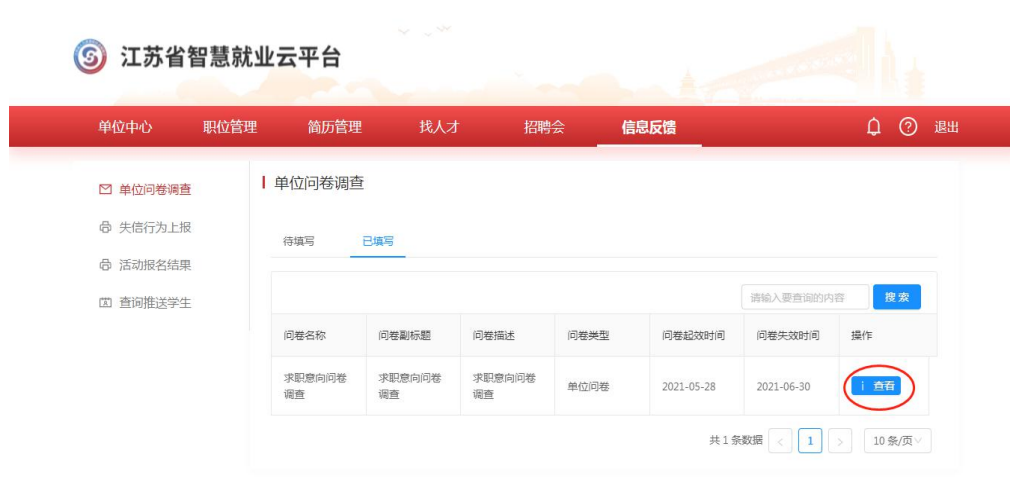 江苏省智慧就业云平台
单位中心 职位管理 简历管理 找人才 招聘会 信息反馈 退出
单位问卷调查
失信行为上报
活动报名结果
查询推送学生
单位问卷调查
待填写 已填写
请输入要查询的内容 搜索
问卷名称 问卷副标题 问卷描述 问卷类型 问卷起效时间 问卷失效时间 操作
求职意向问卷调查 求职意向问卷调查 求职意向问卷调查 单位问卷 2021-05-28 2021-06-30 i 查看
共 1 条数据 < 1 > 10 条/页